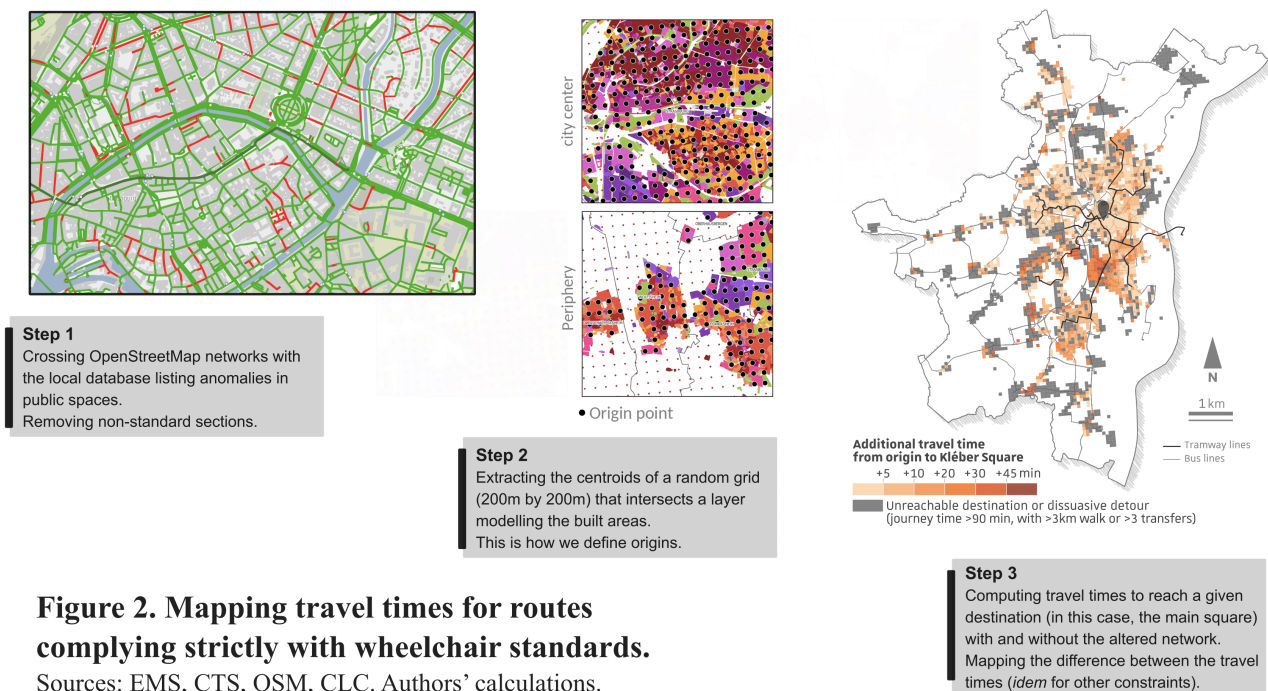 Step 1
Crossing OpenStreetMap networks with
the local database listing anomalies in
public spaces.
Removing non-standard sections.
city center
Periphery
Origin point
Step 2
Extracting the centroids of a random grid
(200m by 200m) that intersects a layer
modelling the built areas.
This is how we define origins.
N
1 km
Tramway lines
Bus lines
Additional travel time
from origin to Kléber Square
+5 +10 +20 +30 +45 min
Unreachable destination or dissuasive detour
(journey time >90 min, with >3km walk or >3 transfers)
Step 3
Computing travel times to reach a given
destination (in this case, the main square)
with and without the altered network.
Mapping the difference between the travel
times (idem for other constraints).
Figure 2. Mapping travel times for routes
complying strictly with wheelchair standards.
Sources: EMS, CTS, OSM, CLC. Authors' calculations.